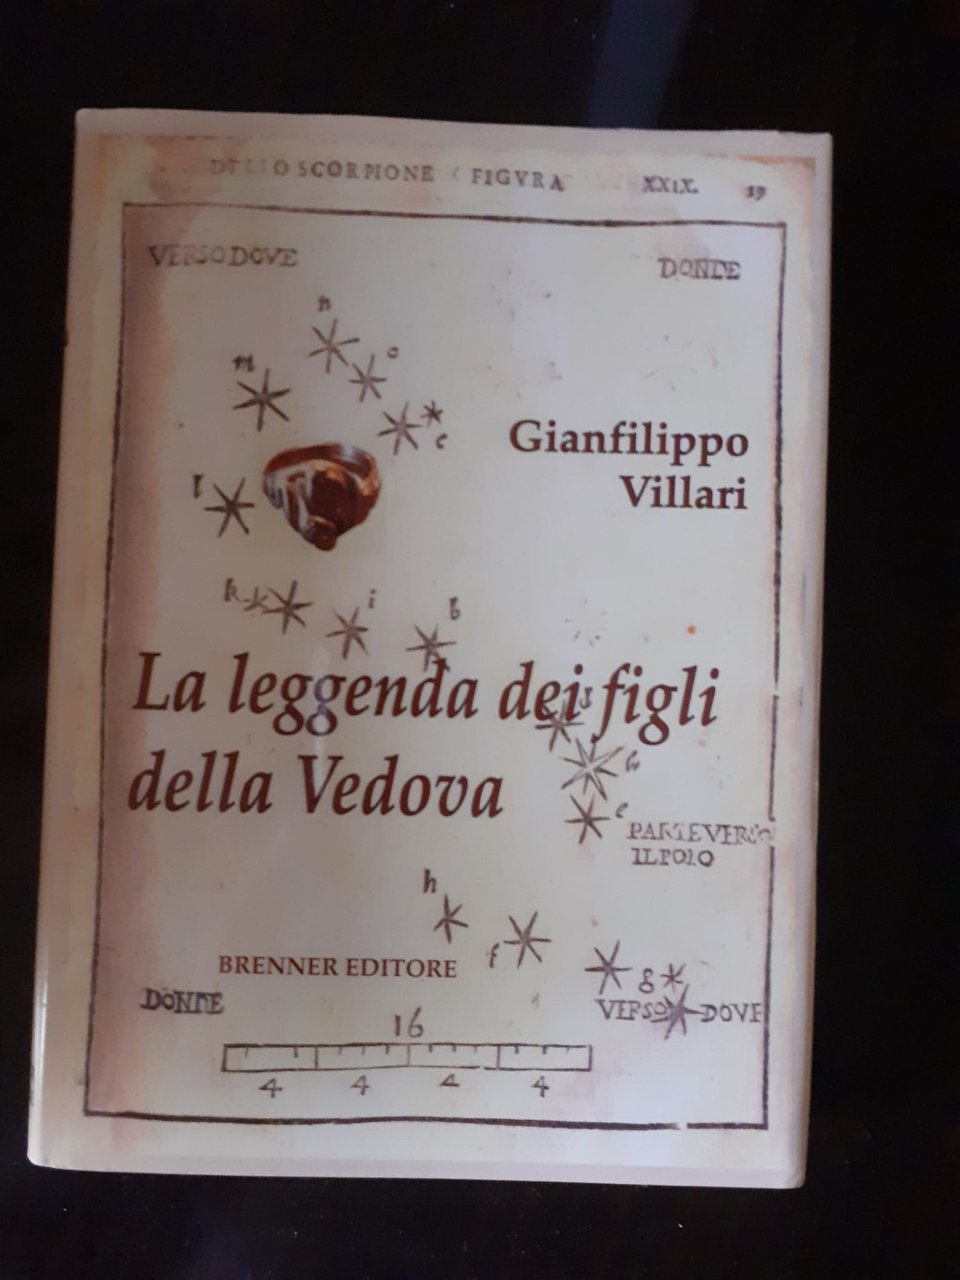 DELLO SCORPIONE FIGVRA XXIX. 19
VERSO DOVE
DONDE
n
o
m
c
Gianfilippo
Villari
l
k
i
b
La leggenda dei figli
della Vedova
e
PARTE VERSO
IL POLO
h
f
g
BRENNER EDITORE
DONDE
VERSO DOVE
16
4 4 4 4